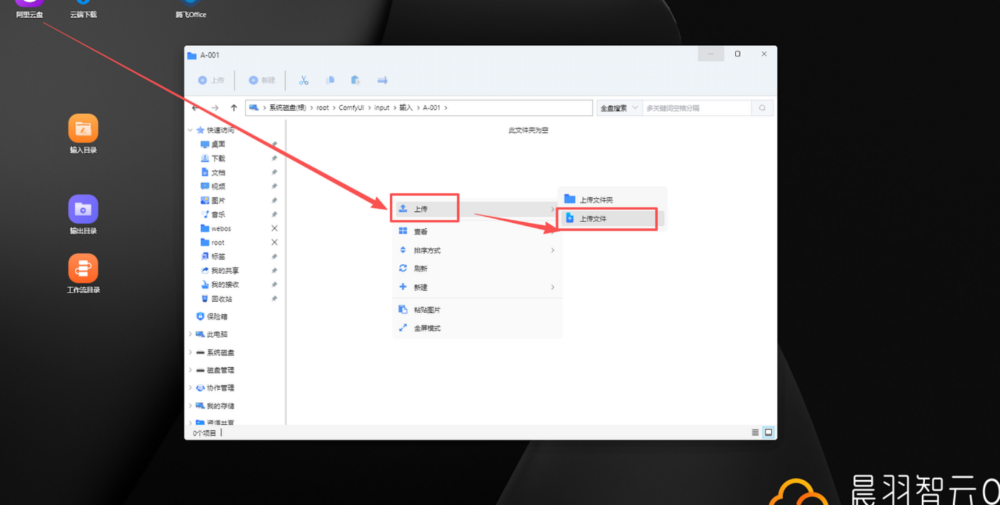 阿里云盘
云端下载
腾飞Office
输入目录
输出目录
工作流目录
A-001
上传
新建
系统磁盘(根) > root > ComfyUI > input > 输入 > A-001 >
全盘搜索
多关键词空格分隔
快速访问
桌面
下载
文档
视频
图片
音乐
webos
root
标签
我的共享
我的接收
回收站
保险箱
此电脑
系统磁盘
磁盘管理
协作管理
我的存储
资源共享
0个项目
此文件夹为空
上传
查看
排序方式
刷新
新建
粘贴图片
全屏模式
上传文件夹
上传文件
晨羽智云